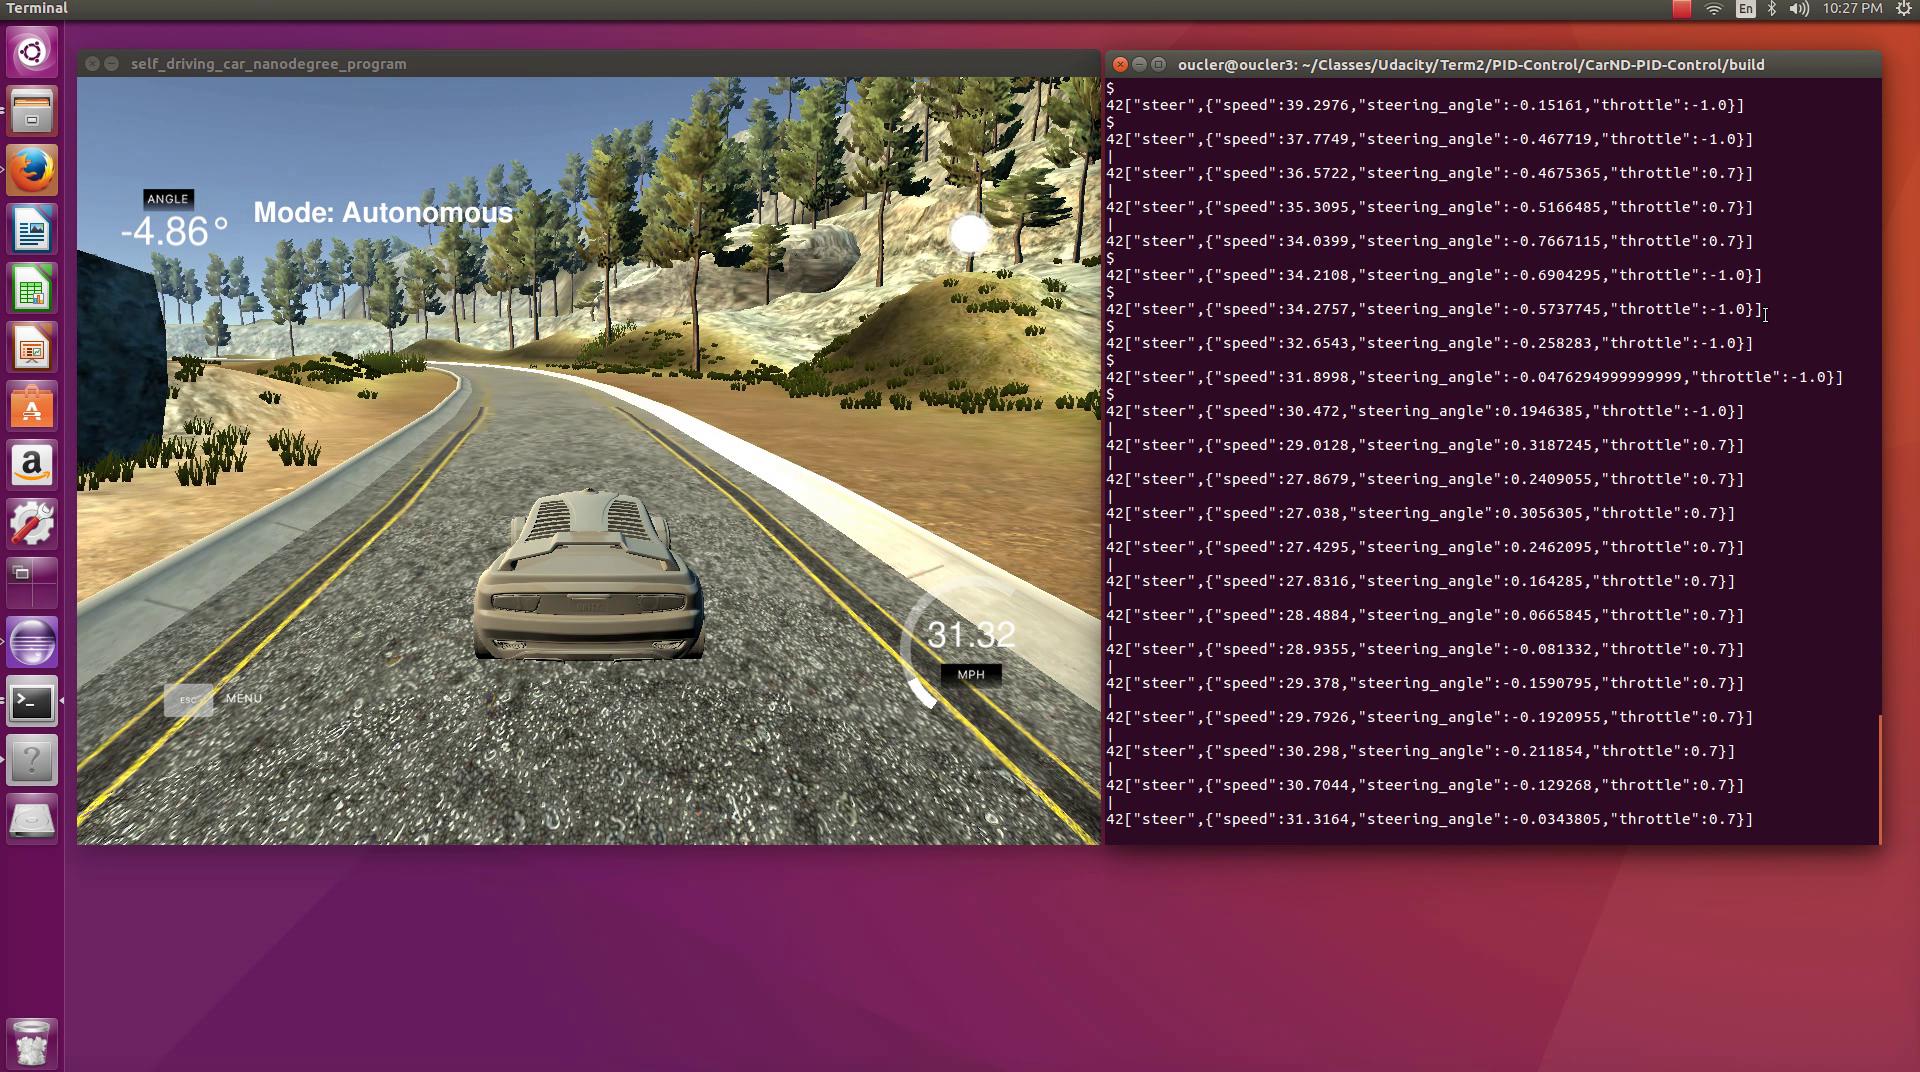 Terminal
En
10:27 PM
self_driving_car_nanodegree_program
ANGLE
-4.86°
Mode: Autonomous
31.32
MPH
ESC
MENU
a
?
oucler@oucler3: ~/Classes/Udacity/Term2/PID-Control/CarND-PID-Control/build
$
42["steer",{"speed":39.2976,"steering_angle":-0.15161,"throttle":-1.0}]
$
42["steer",{"speed":37.7749,"steering_angle":-0.467719,"throttle":-1.0}]
|
42["steer",{"speed":36.5722,"steering_angle":-0.4675365,"throttle":0.7}]
|
42["steer",{"speed":35.3095,"steering_angle":-0.5166485,"throttle":0.7}]
|
42["steer",{"speed":34.0399,"steering_angle":-0.7667115,"throttle":0.7}]
$
42["steer",{"speed":34.2108,"steering_angle":-0.6904295,"throttle":-1.0}]
$
42["steer",{"speed":34.2757,"steering_angle":-0.5737745,"throttle":-1.0}]
$
42["steer",{"speed":32.6543,"steering_angle":-0.258283,"throttle":-1.0}]
$
42["steer",{"speed":31.8998,"steering_angle":-0.0476294999999999,"throttle":-1.0}]
$
42["steer",{"speed":30.472,"steering_angle":0.1946385,"throttle":-1.0}]
|
42["steer",{"speed":29.0128,"steering_angle":0.3187245,"throttle":0.7}]
|
42["steer",{"speed":27.8679,"steering_angle":0.2409055,"throttle":0.7}]
|
42["steer",{"speed":27.038,"steering_angle":0.3056305,"throttle":0.7}]
|
42["steer",{"speed":27.4295,"steering_angle":0.2462095,"throttle":0.7}]
|
42["steer",{"speed":27.8316,"steering_angle":0.164285,"throttle":0.7}]
|
42["steer",{"speed":28.4884,"steering_angle":0.0665845,"throttle":0.7}]
|
42["steer",{"speed":28.9355,"steering_angle":-0.081332,"throttle":0.7}]
|
42["steer",{"speed":29.378,"steering_angle":-0.1590795,"throttle":0.7}]
|
42["steer",{"speed":29.7926,"steering_angle":-0.1920955,"throttle":0.7}]
|
42["steer",{"speed":30.298,"steering_angle":-0.211854,"throttle":0.7}]
|
42["steer",{"speed":30.7044,"steering_angle":-0.129268,"throttle":0.7}]
|
42["steer",{"speed":31.3164,"steering_angle":-0.0343805,"throttle":0.7}]